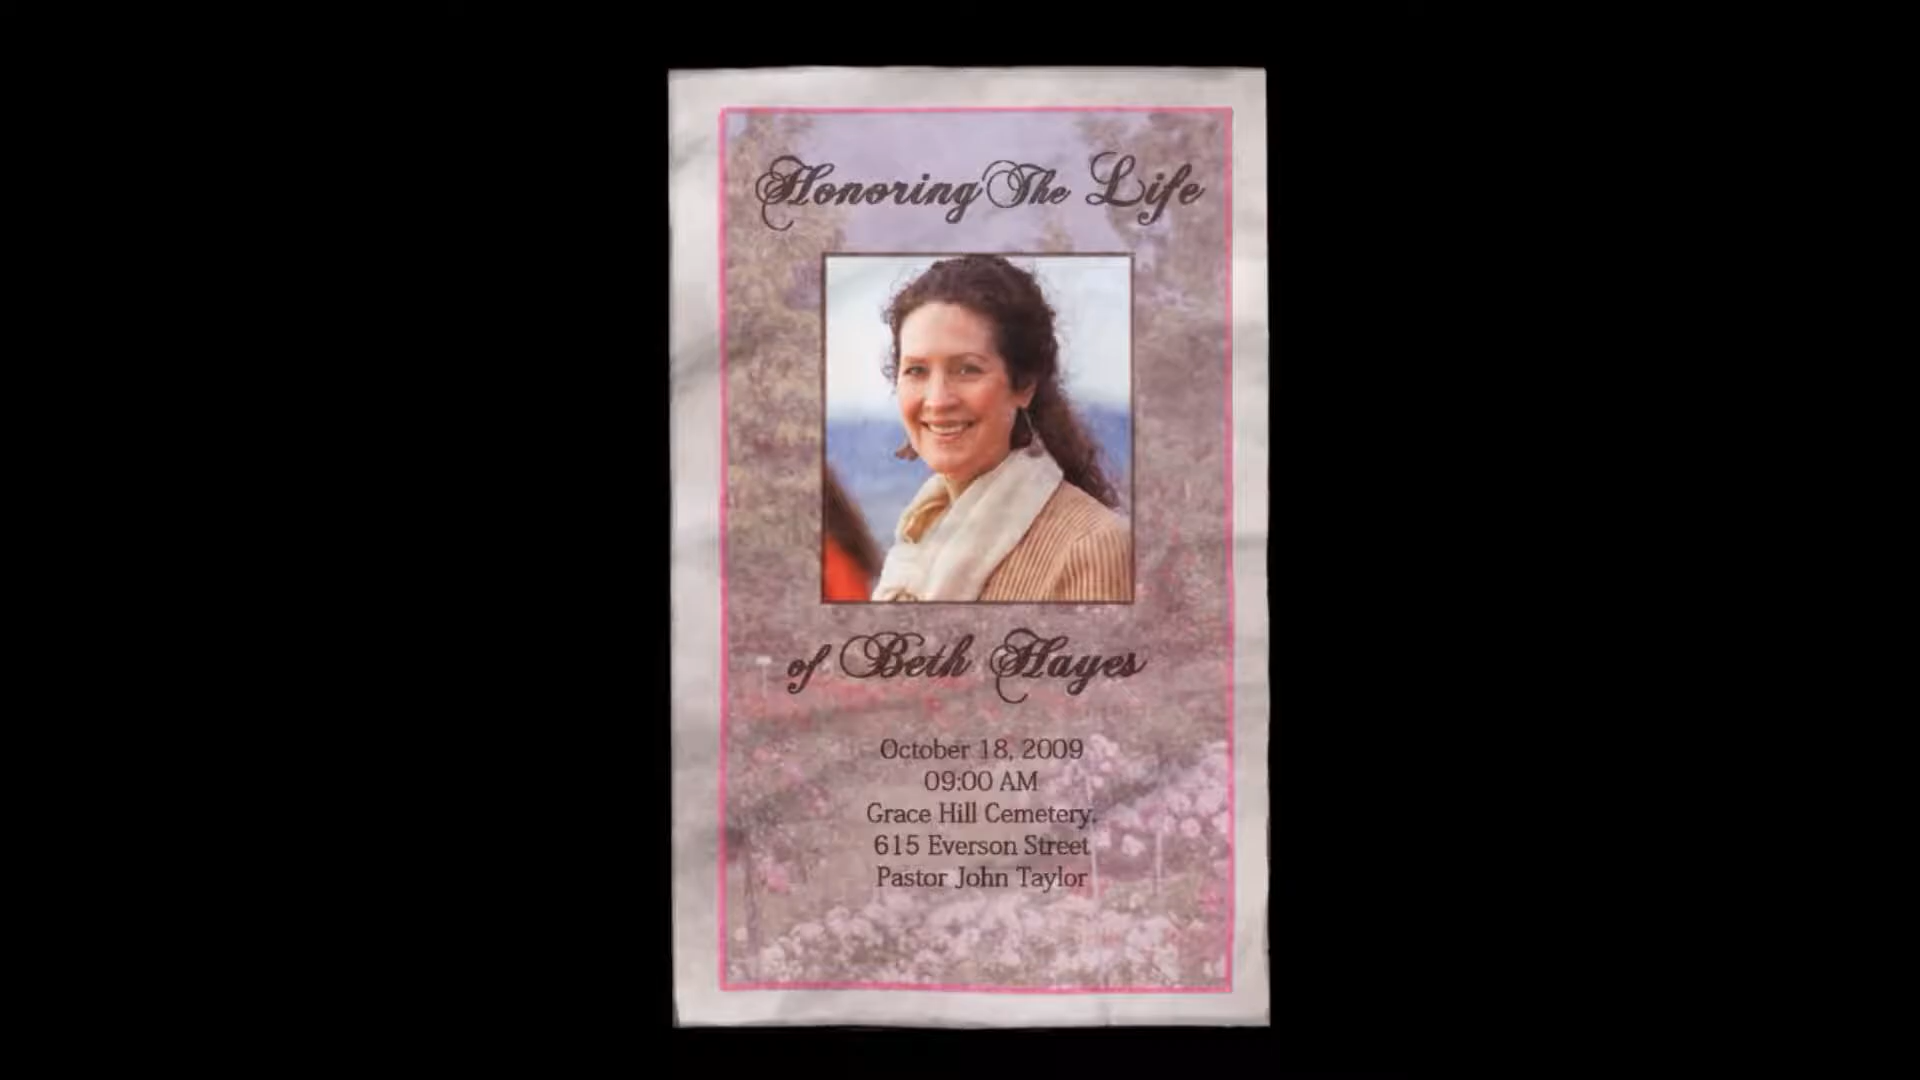 Honoring The Life
of Beth Hayes
October 18, 2009
09:00 AM
Grace Hill Cemetery,
615 Everson Street
Pastor John Taylor